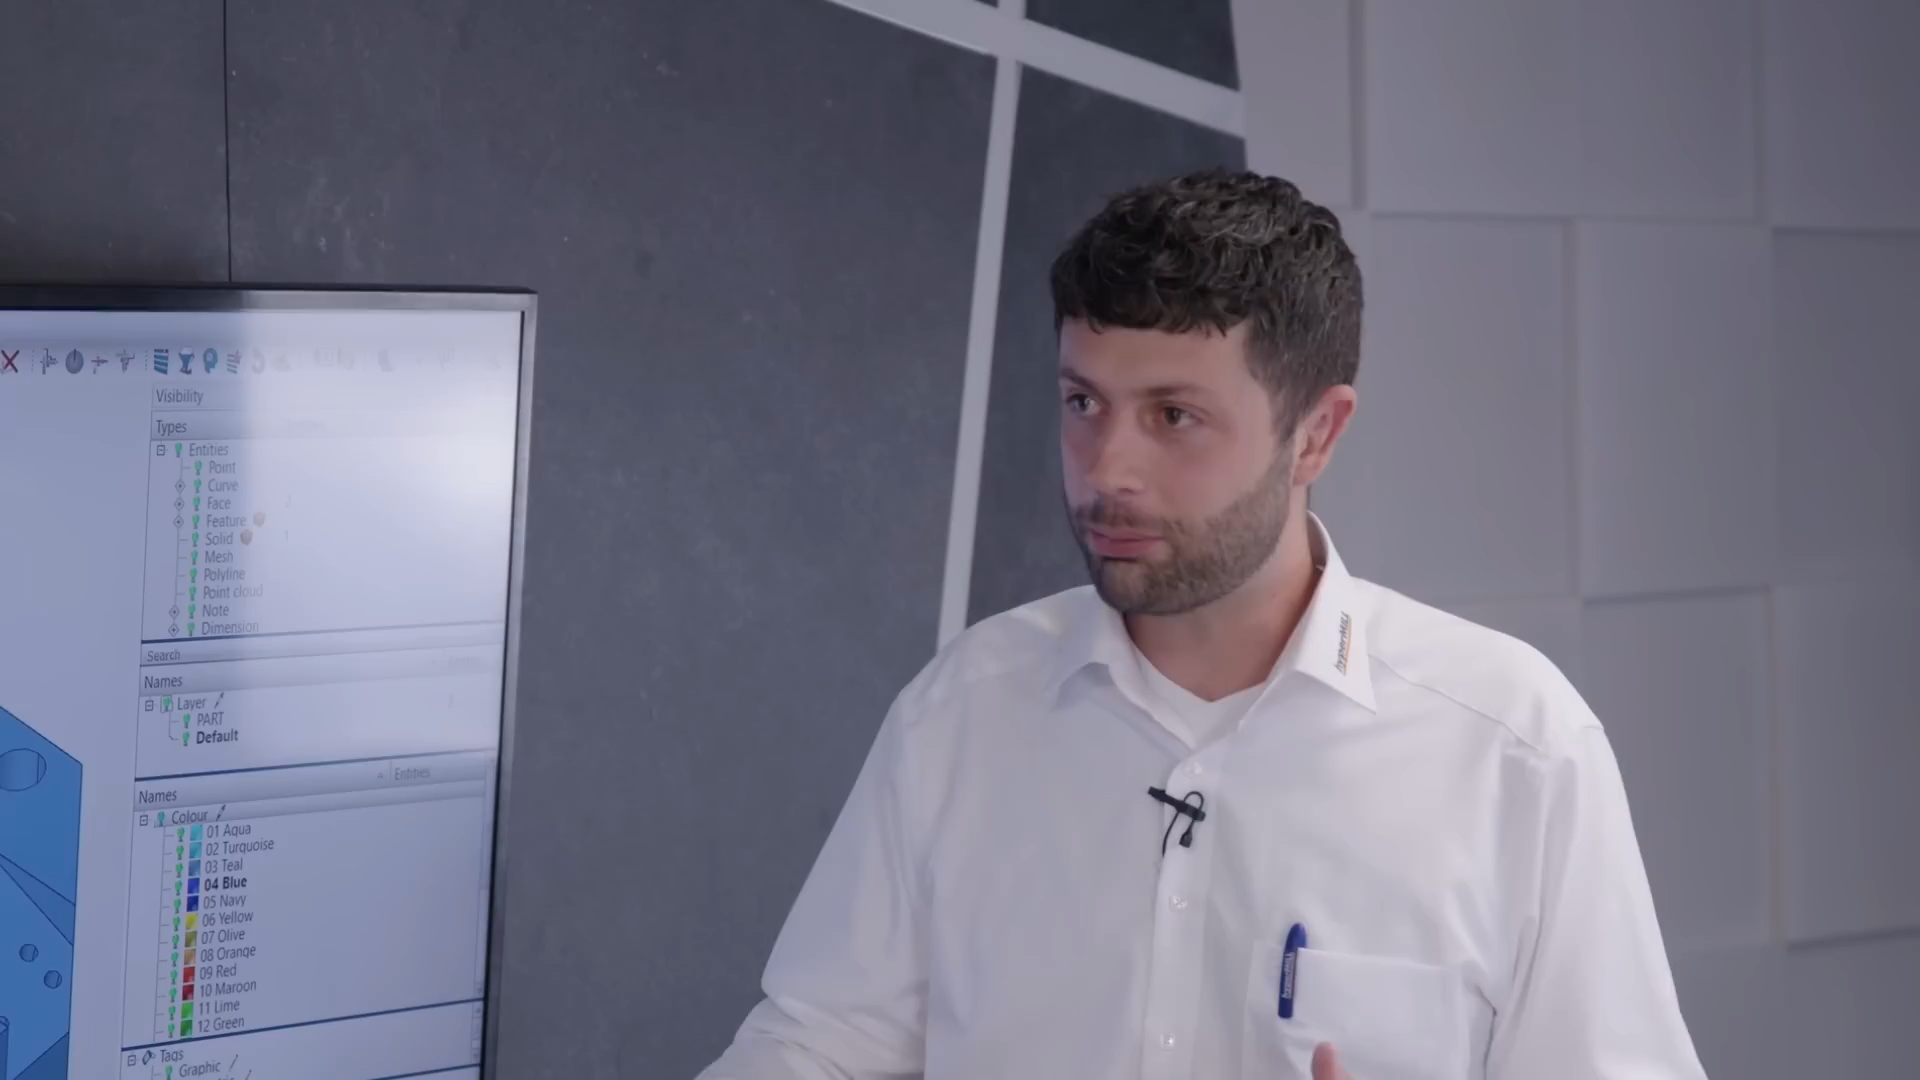 Visibility
Types
Entities
Point
Curve
Face
Feature
Solid
Mesh
Polyline
Point cloud
Note
Dimension
Search
Names
Layer
PART
Default
Entities
Names
Colour
01 Aqua
02 Turquoise
03 Teal
04 Blue
05 Navy
06 Yellow
07 Olive
08 Orange
09 Red
10 Maroon
11 Lime
12 Green
Tags
Graphic
hyperMILL
hyperMILL